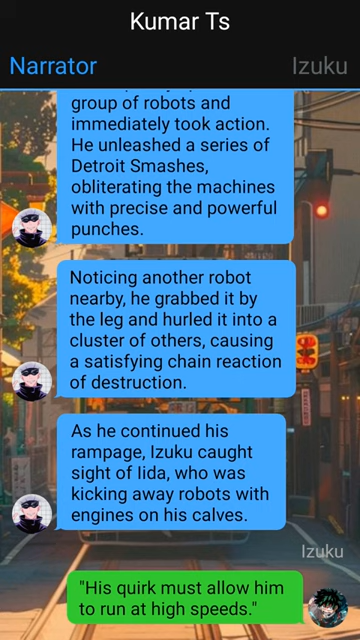 Kumar Ts
Narrator
Izuku
group of robots and
immediately took action.
He unleashed a series of
Detroit Smashes,
obliterating the machines
with precise and powerful
punches.
Noticing another robot
nearby, he grabbed it by
the leg and hurled it into a
cluster of others, causing
a satisfying chain reaction
of destruction.
As he continued his
rampage, Izuku caught
sight of Iida, who was
kicking away robots with
engines on his calves.
Izuku
"His quirk must allow him
to run at high speeds."